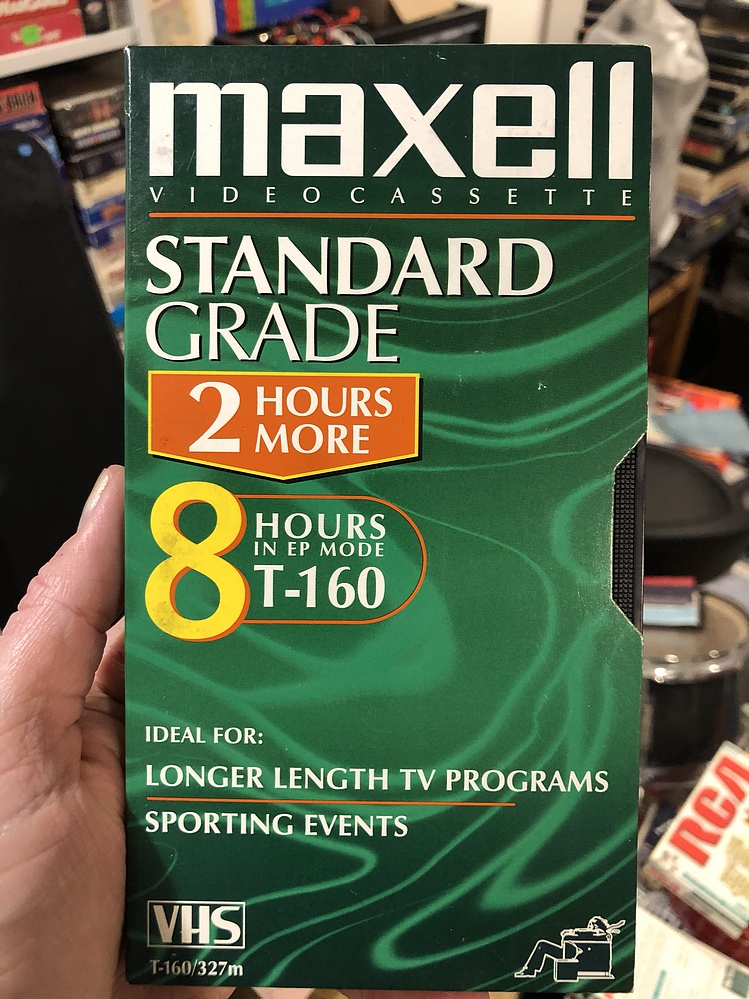 maxell
VIDEOCASSETTE
STANDARD
GRADE
2 HOURS
MORE
8 HOURS
IN EP MODE
T-160
IDEAL FOR:
LONGER LENGTH TV PROGRAMS
SPORTING EVENTS
VHS
T-160/327m
RCA